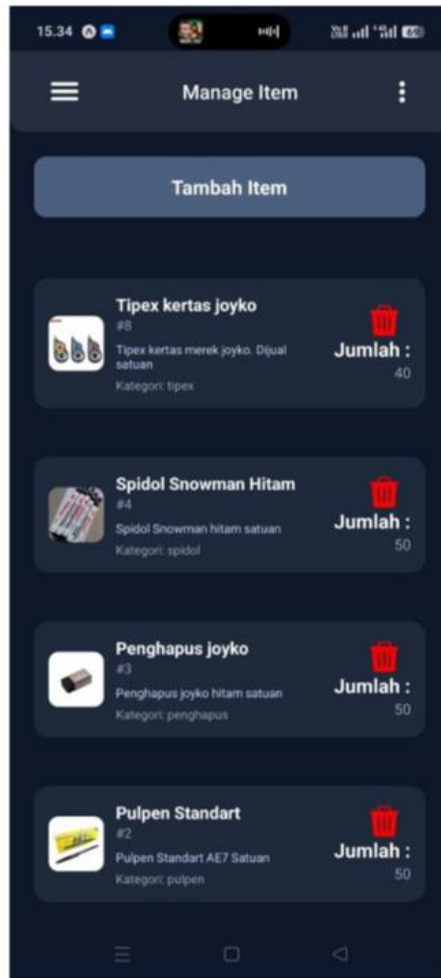 15.34
Manage Item
Tambah Item
Tipex kertas joyko
#8
Tipex kertas merek joyko. Dijual
satuan
Kategori: tipex
Jumlah :
40
Spidol Snowman Hitam
#4
Spidol Snowman hitam satuan
Kategori: spidol
Jumlah :
50
Penghapus joyko
#3
Penghapus joyko hitam satuan
Kategori: penghapus
Jumlah :
50
Pulpen Standart
#2
Pulpen Standart AE7 Satuan
Kategori: pulpen
Jumlah :
50